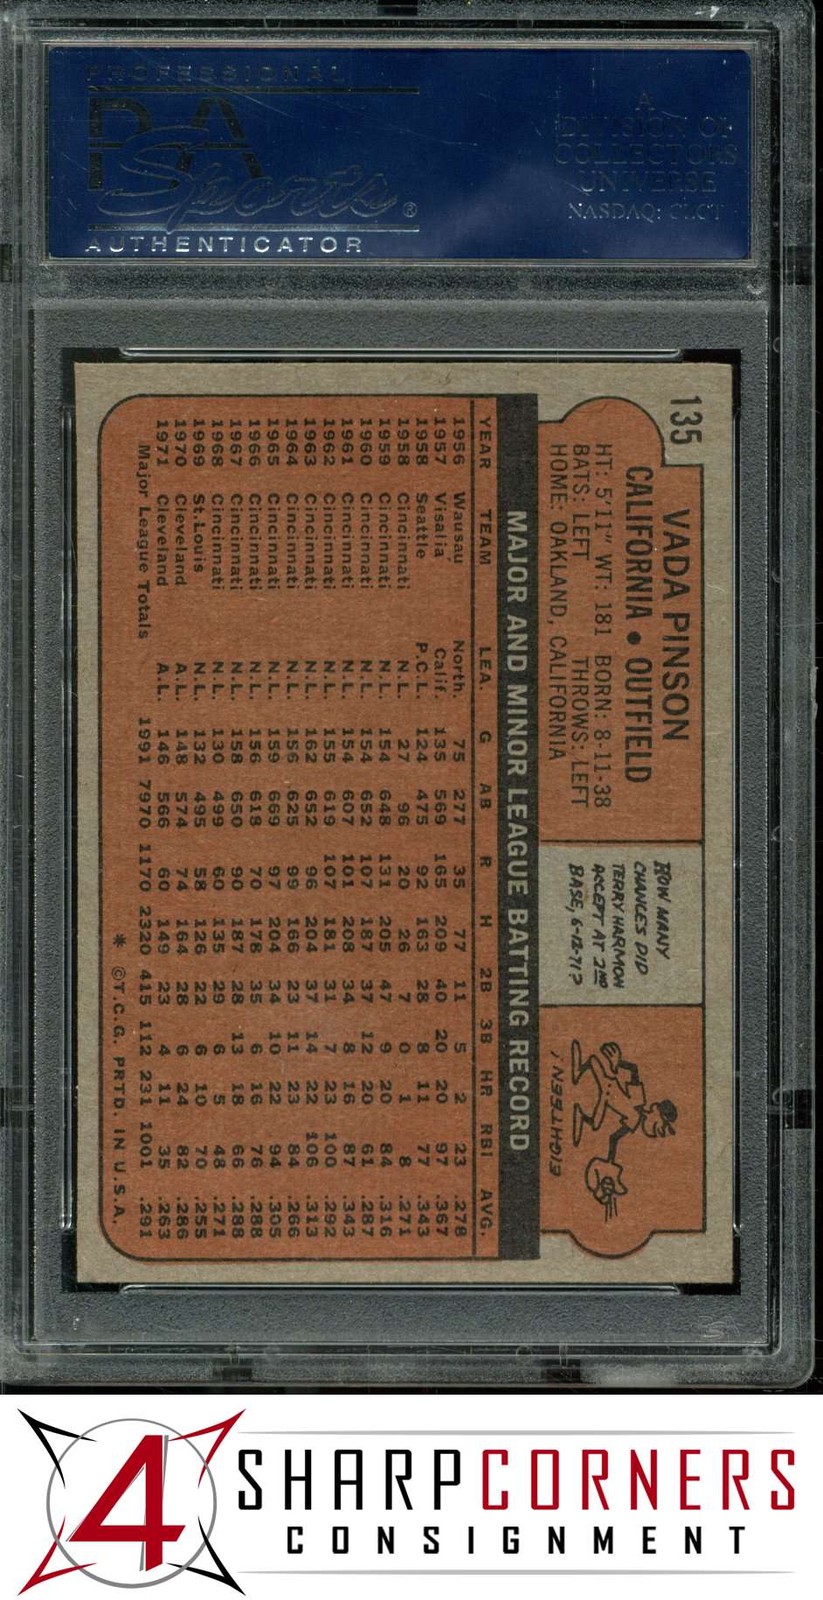 PROFESSIONAL
PSA
Sports®
AUTHENTICATOR
A
DIVISION OF
COLLECTORS
UNIVERSE
NASDAQ: CLCT
135
VADA PINSON
CALIFORNIA • OUTFIELD
HT: 5'11" WT: 181 BORN: 8-11-38
BATS: LEFT THROWS: LEFT
HOME: OAKLAND, CALIFORNIA
HOW MANY
CHANCES DID
TERRY HARMON
ACCEPT AT 2ND
BASE, 6-12-71?
EIGHTEEN!
MAJOR AND MINOR LEAGUE BATTING RECORD
YEAR TEAM LEA. G AB R H 2B 3B HR RBI AVG.
1956 Wausau North. 75 277 35 77 11 5 2 23 .278
1957 Visalia Calif. 135 569 165 209 40 20 20 97 .367
1958 Seattle P.C.L. 124 475 92 163 28 8 11 77 .343
1958 Cincinnati N.L. 27 96 20 26 7 0 1 8 .271
1959 Cincinnati N.L. 154 648 131 205 47 9 20 84 .316
1960 Cincinnati N.L. 154 652 107 187 37 12 20 61 .287
1961 Cincinnati N.L. 154 607 101 208 34 8 16 87 .343
1962 Cincinnati N.L. 155 619 107 181 31 7 23 100 .292
1963 Cincinnati N.L. 162 652 96 204 37 14 22 106 .313
1964 Cincinnati N.L. 156 625 99 166 23 11 23 84 .266
1965 Cincinnati N.L. 159 669 97 204 34 10 22 94 .305
1966 Cincinnati N.L. 156 618 70 178 35 6 16 76 .288
1967 Cincinnati N.L. 158 650 90 187 28 13 18 66 .288
1968 Cincinnati N.L. 130 499 60 135 29 6 5 48 .271
1969 St. Louis N.L. 132 495 58 126 22 6 10 70 .255
1970 Cleveland A.L. 148 574 74 164 28 6 24 82 .286
1971 Cleveland A.L. 146 566 60 149 23 4 11 35 .263
Major League Totals 1991 7970 1170 2320 415 112 231 1001 .291
* ©T.C.G. PRTD. IN U.S.A.
4 SHARPCORNERS
CONSIGNMENT